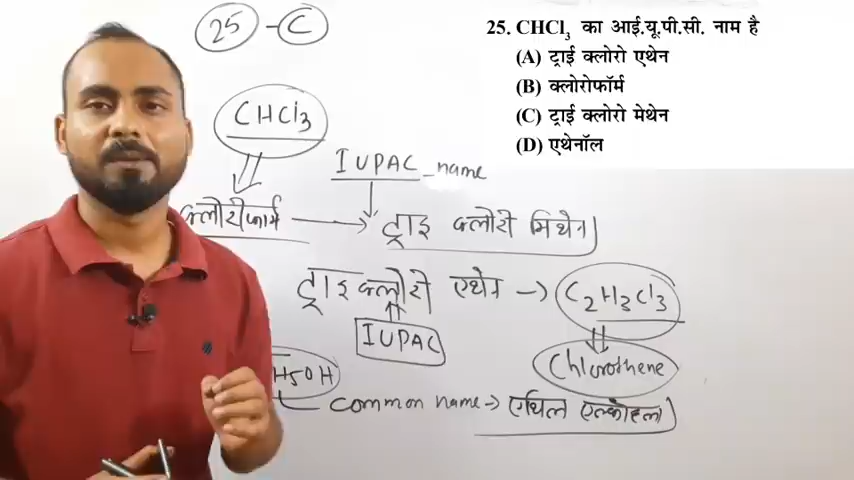 25 - C
25. CHCl3 का आई.यू.पी.सी. नाम है
(A) ट्राई क्लोरो एथेन
(B) क्लोरोफॉर्म
(C) ट्राई क्लोरो मेथेन
(D) एथेनॉल
CHCl3
IUPAC_name
क्लोरोफार्म → ट्राइ क्लोरो मिथेन
ट्राइ क्लोरो एथेन → C2H3Cl3
IUPAC
Chlorothene
H5OH
common name → एथिल एल्कोहल